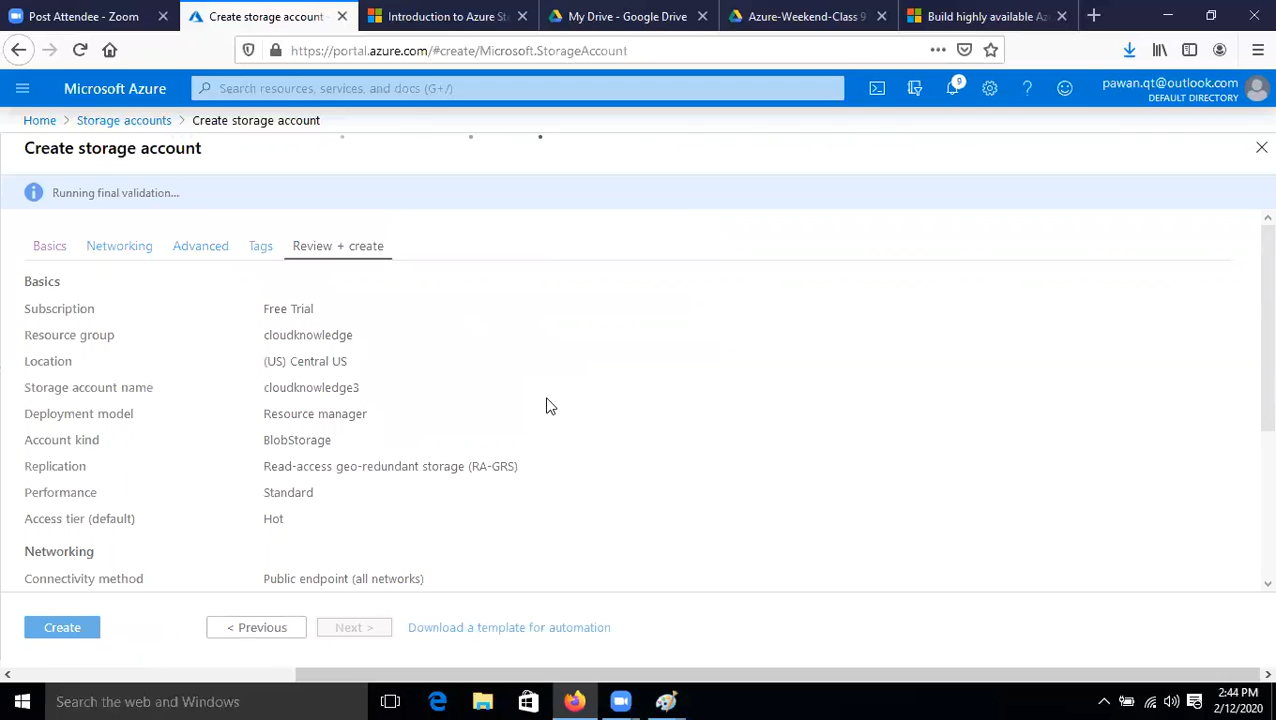 Post Attendee - Zoom
Create storage account
Introduction to Azure St
My Drive - Google Drive
Azure-Weekend-Class 9
Build highly available Az
https://portal.azure.com/#create/Microsoft.StorageAccount
Microsoft Azure
Search resources, services, and docs (G+/)
9
pawan.qt@outlook.com
DEFAULT DIRECTORY
Home > Storage accounts > Create storage account
Create storage account
Running final validation...
Basics Networking Advanced Tags Review + create
Basics
Subscription Free Trial
Resource group cloudknowledge
Location (US) Central US
Storage account name cloudknowledge3
Deployment model Resource manager
Account kind BlobStorage
Replication Read-access geo-redundant storage (RA-GRS)
Performance Standard
Access tier (default) Hot
Networking
Connectivity method Public endpoint (all networks)
Create < Previous Next > Download a template for automation
Search the web and Windows
2:44 PM
2/12/2020